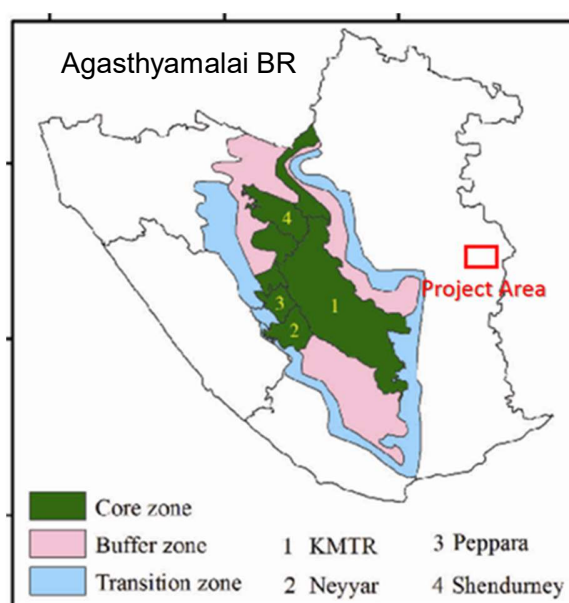 Agasthyamalai BR
4
Project Area
1
3
2
Core zone
Buffer zone
Transition zone
1 KMTR
2 Neyyar
3 Peppara
4 Shendurney